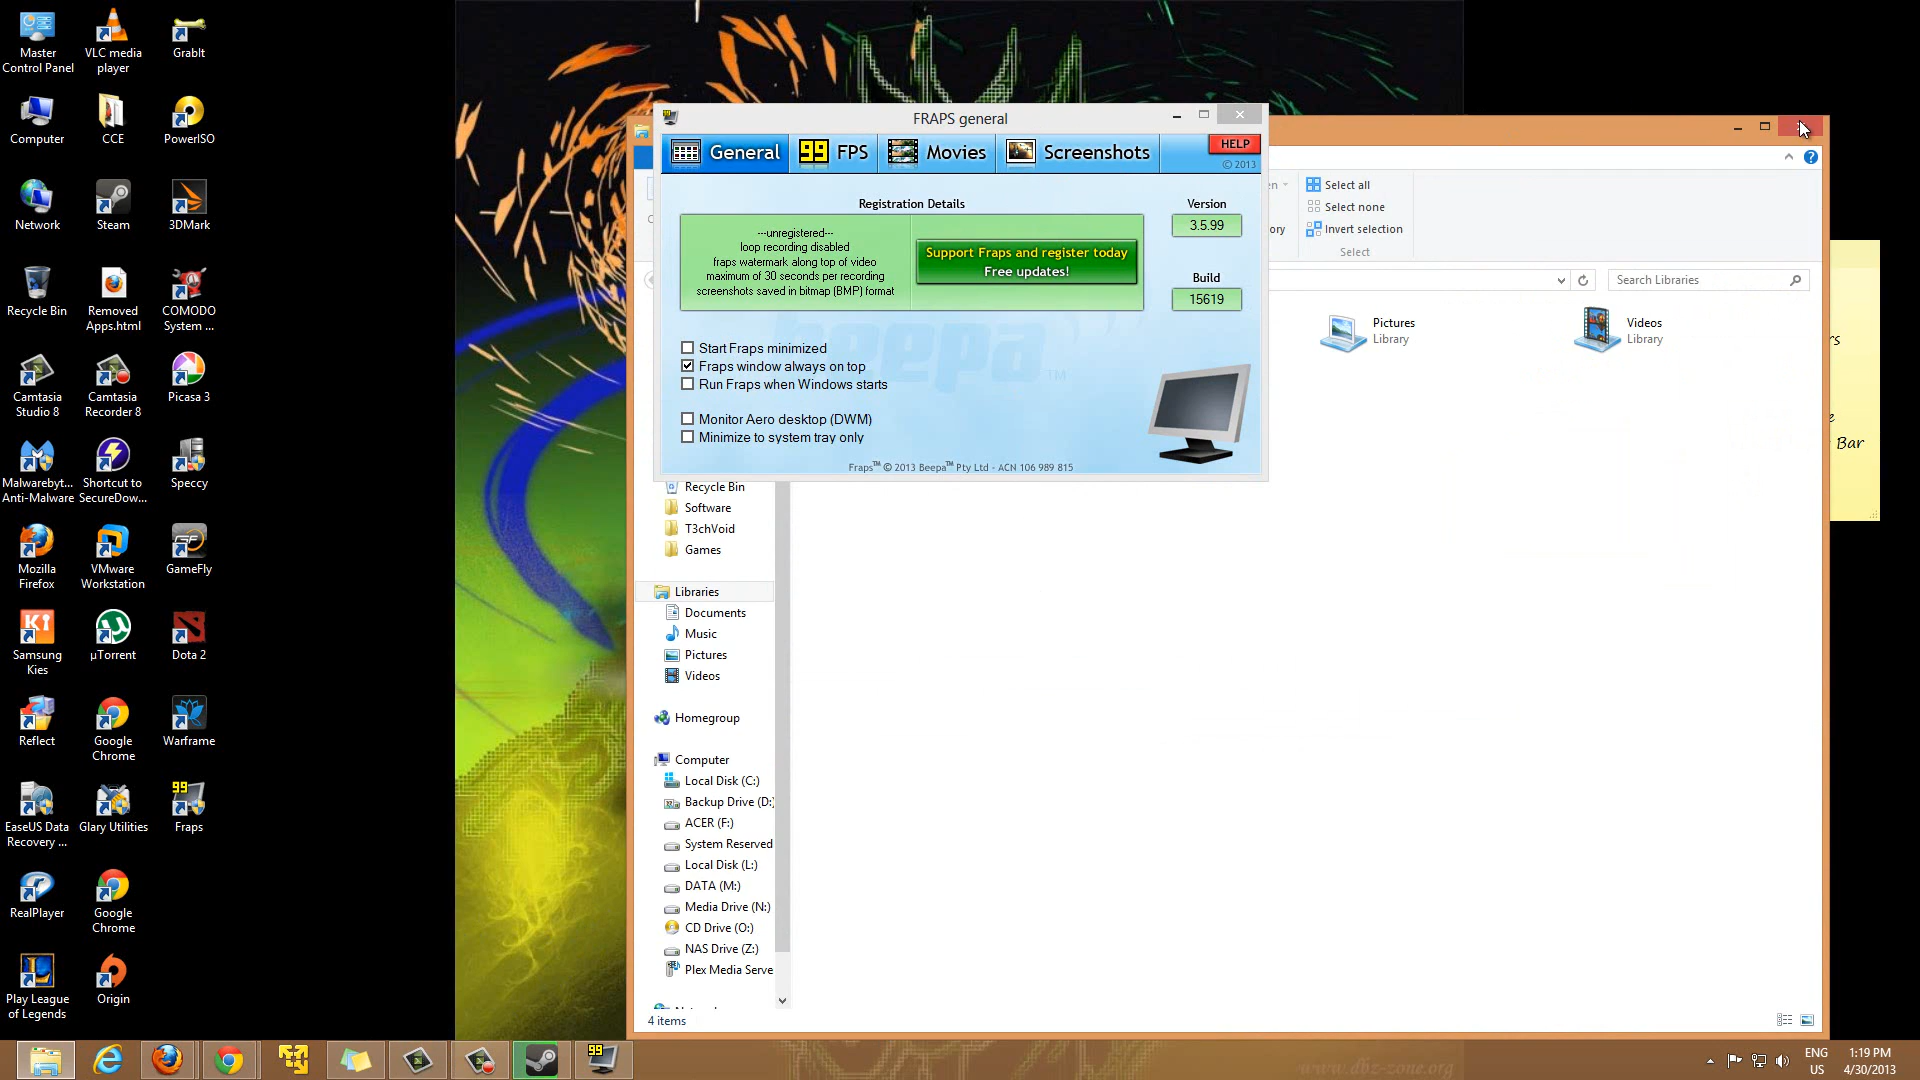 Master
Control Panel
VLC media
player
GrabIt
Computer
CCE
PowerISO
Network
Steam
3DMark
Recycle Bin
Removed
Apps.html
COMODO
System ...
Camtasia
Studio 8
Camtasia
Recorder 8
Picasa 3
Malwarebyt...
Anti-Malware
Shortcut to
SecureDow...
Speccy
Mozilla
Firefox
VMware
Workstation
GameFly
Samsung
Kies
µTorrent
Dota 2
Reflect
Google
Chrome
Warframe
EaseUS Data
Recovery ...
Glary Utilities
99
Fraps
RealPlayer
Google
Chrome
Play League
of Legends
Origin
FRAPS general
General
99 FPS
Movies
Screenshots
HELP
© 2013
Registration Details
---unregistered---
loop recording disabled
fraps watermark along top of video
maximum of 30 seconds per recording
screenshots saved in bitmap (BMP) format
Support Fraps and register today
Free updates!
Version
3.5.99
Build
15619
beepa™
Start Fraps minimized
Fraps window always on top
Run Fraps when Windows starts
Monitor Aero desktop (DWM)
Minimize to system tray only
Fraps™ © 2013 Beepa™ Pty Ltd - ACN 106 989 815
Select all
Select none
Invert selection
Select
Search Libraries
Pictures
Library
Videos
Library
Bar
Recycle Bin
Software
T3chVoid
Games
Libraries
Documents
Music
Pictures
Videos
Homegroup
Computer
Local Disk (C:)
Backup Drive (D:)
ACER (F:)
System Reserved
Local Disk (L:)
DATA (M:)
Media Drive (N:)
CD Drive (O:)
NAS Drive (Z:)
Plex Media Serve
4 items
99
www.dbz-zone.org
ENG
US
1:19 PM
4/30/2013